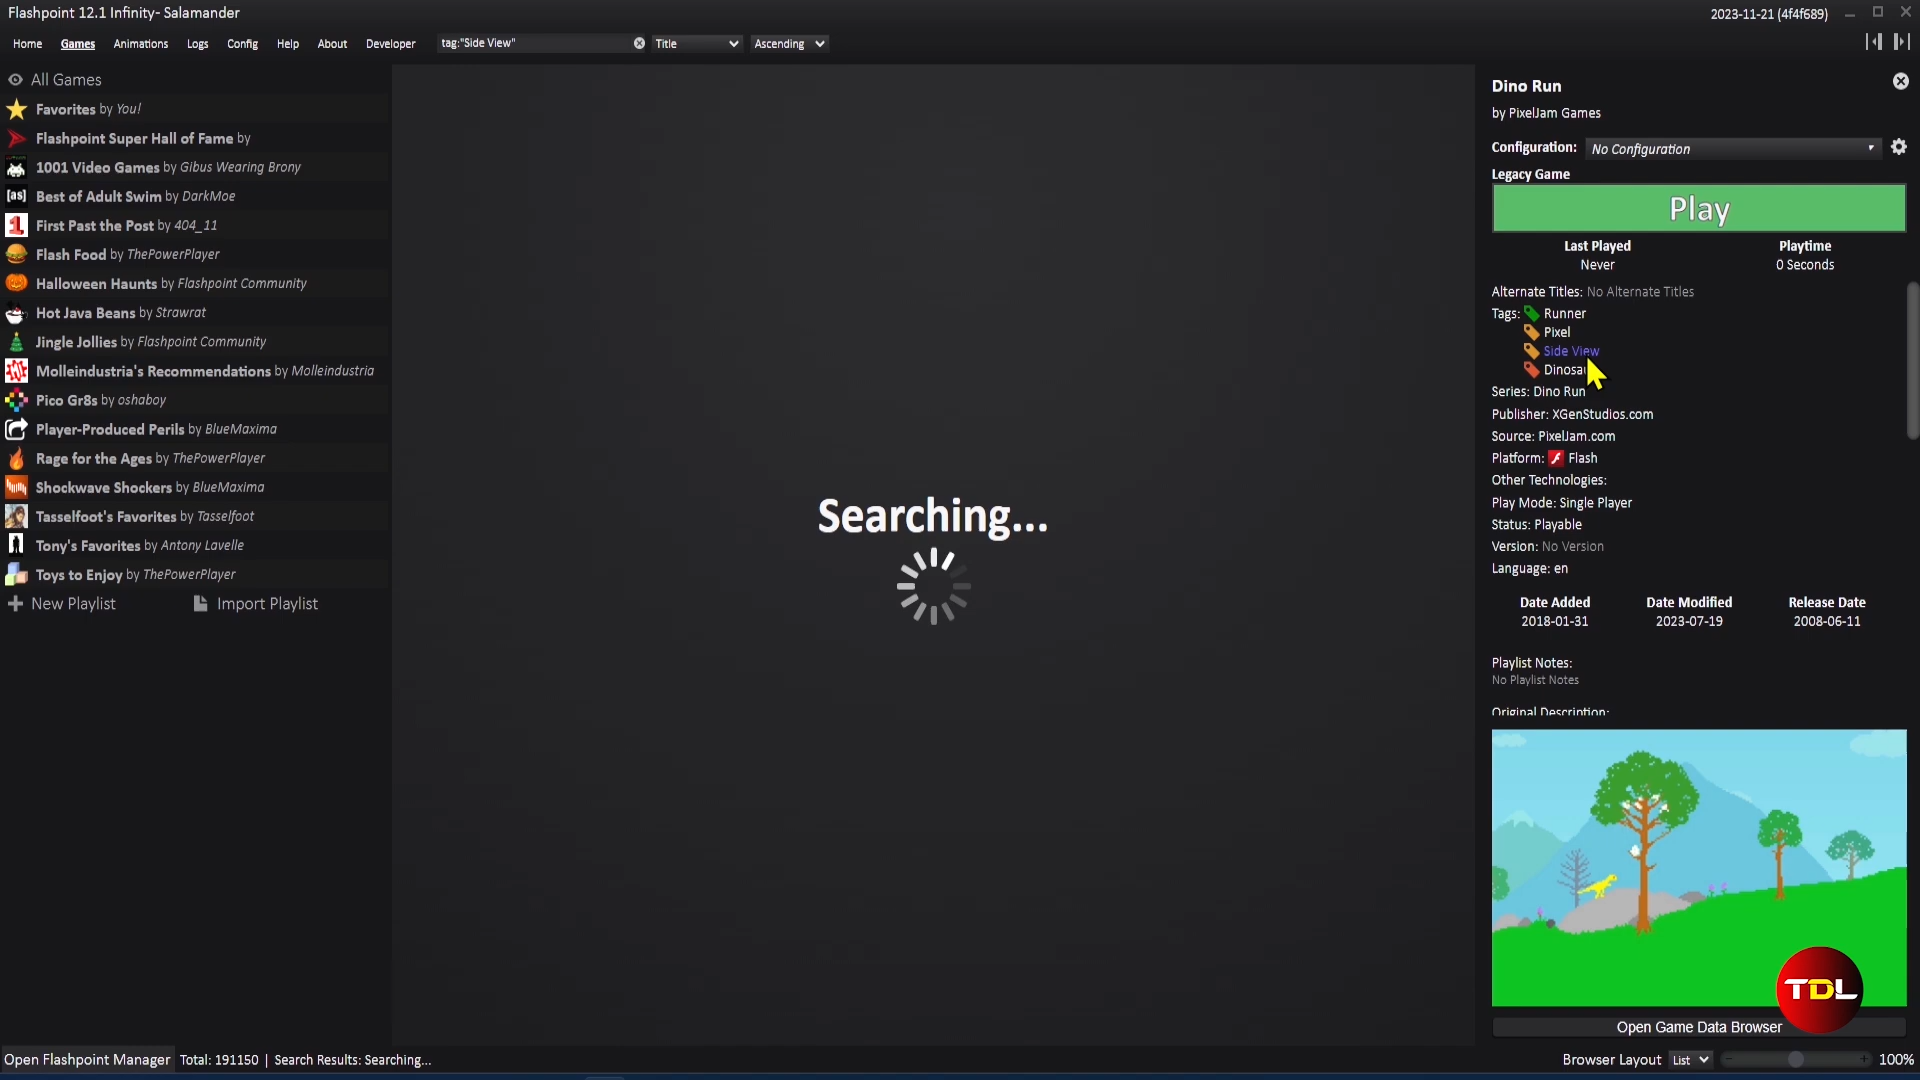 Flashpoint 12.1 Infinity- Salamander
2023-11-21 (4f4f689)
Home Games Animations Logs Config Help About Developer tag:"Side View" Title Ascending
All Games
Favorites by You!
Flashpoint Super Hall of Fame by
1001 Video Games by Gibus Wearing Brony
[as] Best of Adult Swim by DarkMoe
1 First Past the Post by 404_11
Flash Food by ThePowerPlayer
Halloween Haunts by Flashpoint Community
Hot Java Beans by Strawrat
Jingle Jollies by Flashpoint Community
Molleindustria's Recommendations by Molleindustria
Pico Gr8s by oshaboy
Player-Produced Perils by BlueMaxima
Rage for the Ages by ThePowerPlayer
Shockwave Shockers by BlueMaxima
Tasselfoot's Favorites by Tasselfoot
Tony's Favorites by Antony Lavelle
Toys to Enjoy by ThePowerPlayer
New Playlist Import Playlist
Searching...
Dino Run
by PixelJam Games
Configuration: No Configuration
Legacy Game
Play
Last Played Playtime
Never 0 Seconds
Alternate Titles: No Alternate Titles
Tags: Runner
Pixel
Side View
Dinosa
Series: Dino Run
Publisher: XGenStudios.com
Source: PixelJam.com
Platform: Flash
Other Technologies:
Play Mode: Single Player
Status: Playable
Version: No Version
Language: en
Date Added Date Modified Release Date
2018-01-31 2023-07-19 2008-06-11
Playlist Notes:
No Playlist Notes
Original Description:
TDL
Open Game Data Browser
Open Flashpoint Manager Total: 191150 | Search Results: Searching...
Browser Layout List 100%